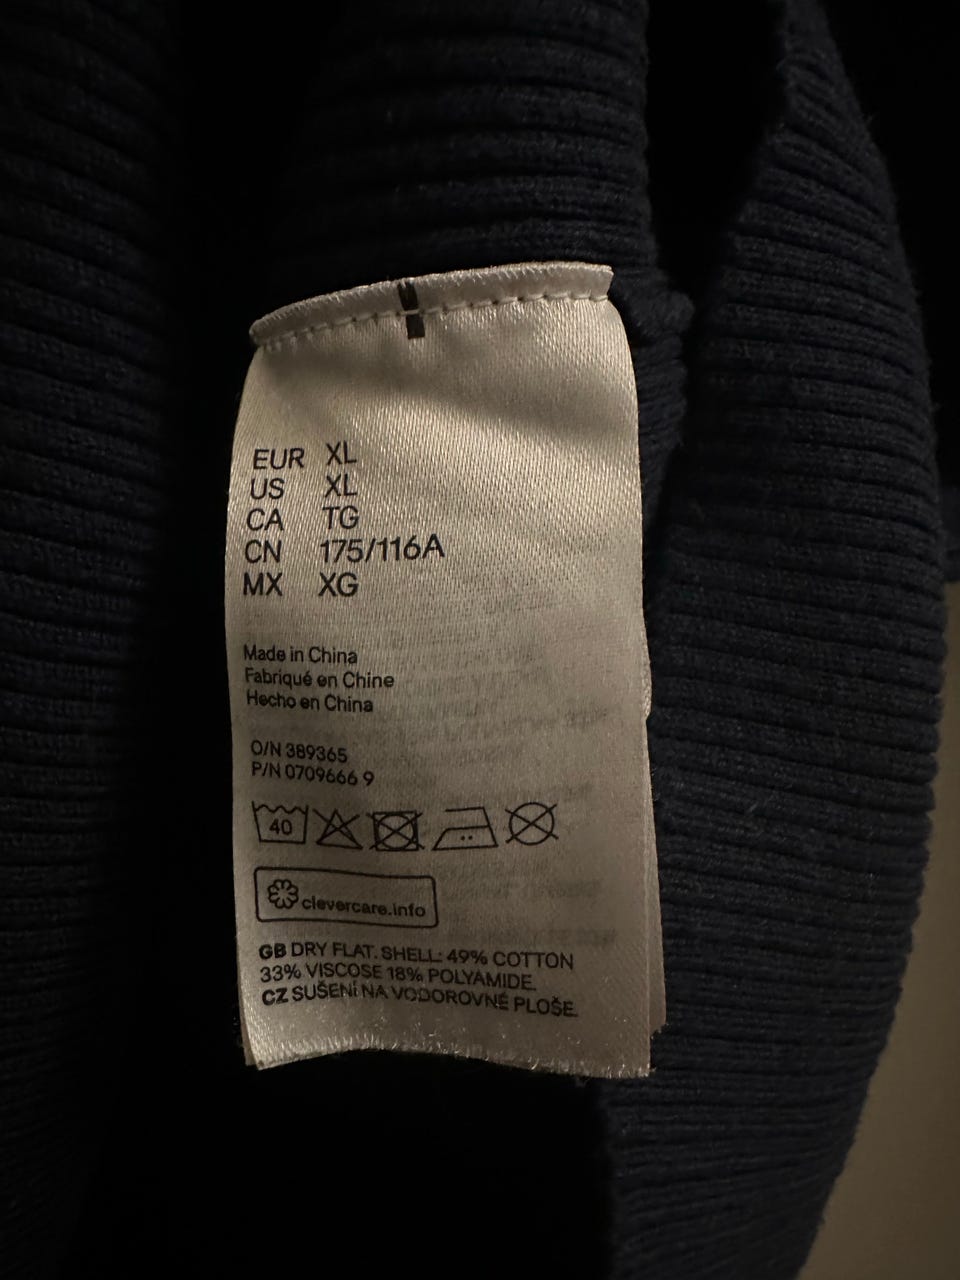 EUR XL
US XL
CA TG
CN 175/116A
MX XG
Made in China
Fabriqué en Chine
Hecho en China
O/N 389365
P/N 0709666 9
40
clevercare.info
GB DRY FLAT. SHELL: 49% COTTON
33% VISCOSE 18% POLYAMIDE.
CZ SUŠENÍ NA VODOROVNÉ PLOŠE.